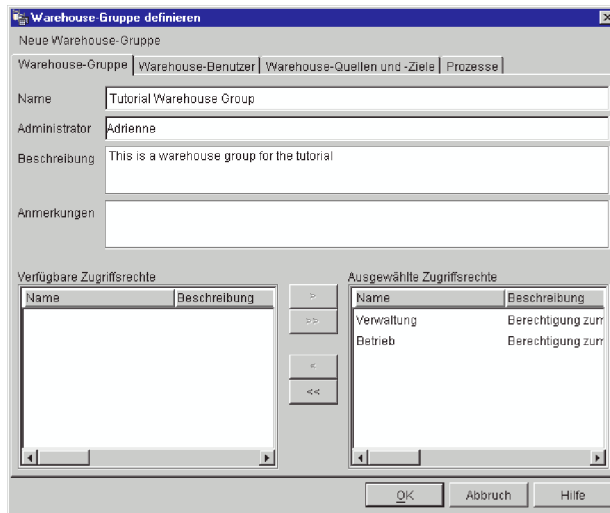 Warehouse-Gruppe definieren
Neue Warehouse-Gruppe
Warehouse-Gruppe Warehouse-Benutzer Warehouse-Quellen und -Ziele Prozesse
Name Tutorial Warehouse Group
Administrator Adrienne
Beschreibung This is a warehouse group for the tutorial
Anmerkungen
Verfügbare Zugriffsrechte
Name Beschreibung
>
>>
<
<<
Ausgewählte Zugriffsrechte
Name Beschreibung
Verwaltung Berechtigung zum
Betrieb Berechtigung zum
OK Abbruch Hilfe